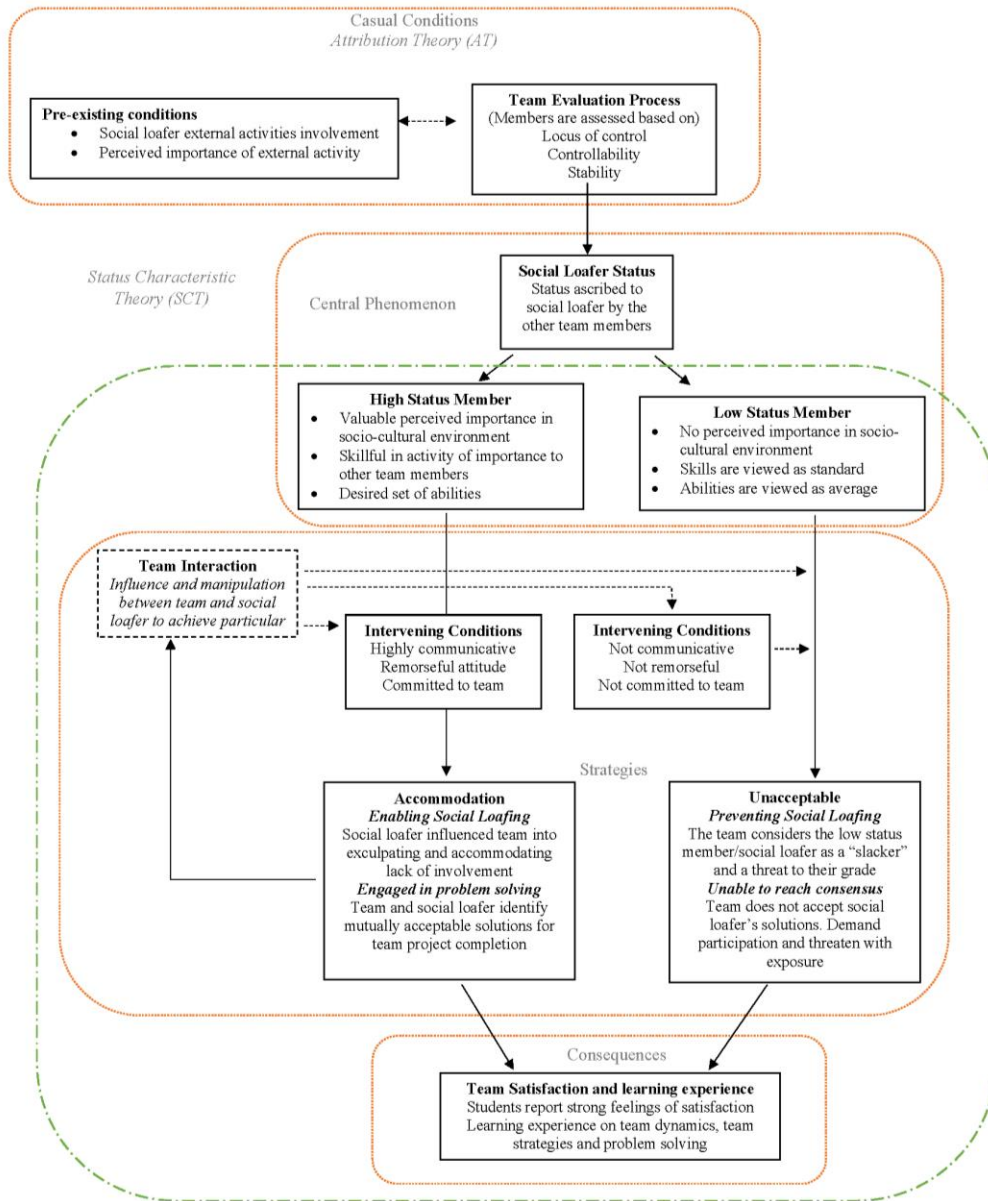 Casual Conditions
Attribution Theory (AT)
Pre-existing conditions
Social loafer external activities involvement
Perceived importance of external activity
Team Evaluation Process
(Members are assessed based on)
Locus of control
Controllability
Stability
Status Characteristic
Theory (SCT)
Central Phenomenon
Social Loafer Status
Status ascribed to
social loafer by the
other team members
High Status Member
Valuable perceived importance in
socio-cultural environment
Skillful in activity of importance to
other team members
Desired set of abilities
Low Status Member
No perceived importance in socio-
cultural environment
Skills are viewed as standard
Abilities are viewed as average
Team Interaction
Influence and manipulation
between team and social
loafer to achieve particular
Intervening Conditions
Highly communicative
Remorseful attitude
Committed to team
Intervening Conditions
Not communicative
Not remorseful
Not committed to team
Strategies
Accommodation
Enabling Social Loafing
Social loafer influenced team into
exculpating and accommodating
lack of involvement
Engaged in problem solving
Team and social loafer identify
mutually acceptable solutions for
team project completion
Unacceptable
Preventing Social Loafing
The team considers the low status
member/social loafer as a “slacker”
and a threat to their grade
Unable to reach consensus
Team does not accept social
loafer’s solutions. Demand
participation and threaten with
exposure
Consequences
Team Satisfaction and learning experience
Students report strong feelings of satisfaction
Learning experience on team dynamics, team
strategies and problem solving